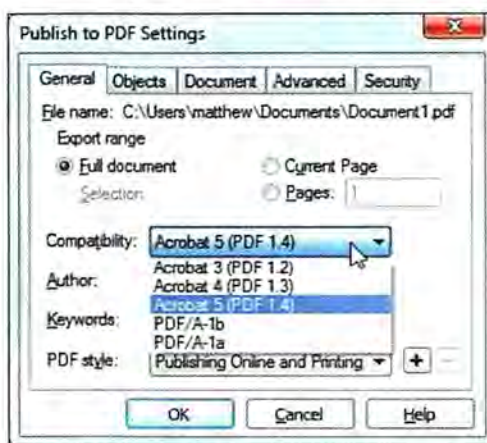 Publish to PDF Settings
General Objects Document Advanced Security
File name: C:\Users\matthew\Documents\Document1.pdf
Export range
Full document Current Page
Selection Pages: 1
Compatibility: Acrobat 5 (PDF 1.4)
Acrobat 3 (PDF 1.2)
Author: Acrobat 4 (PDF 1.3)
Acrobat 5 (PDF 1.4)
Keywords: PDF/A-1b
PDF/A-1a
PDF style: Publishing Online and Printing
OK Cancel Help